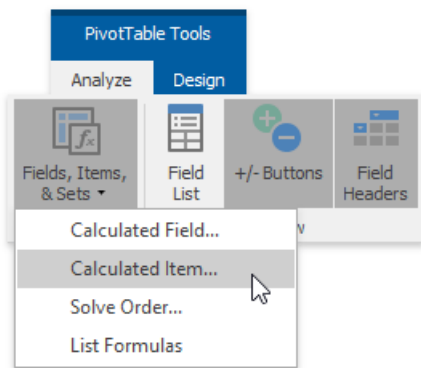 PivotTable Tools
Analyze Design
Fields, Items,
& Sets
Field
List
+/- Buttons
Field
Headers
Calculated Field...
Calculated Item...
Solve Order...
List Formulas